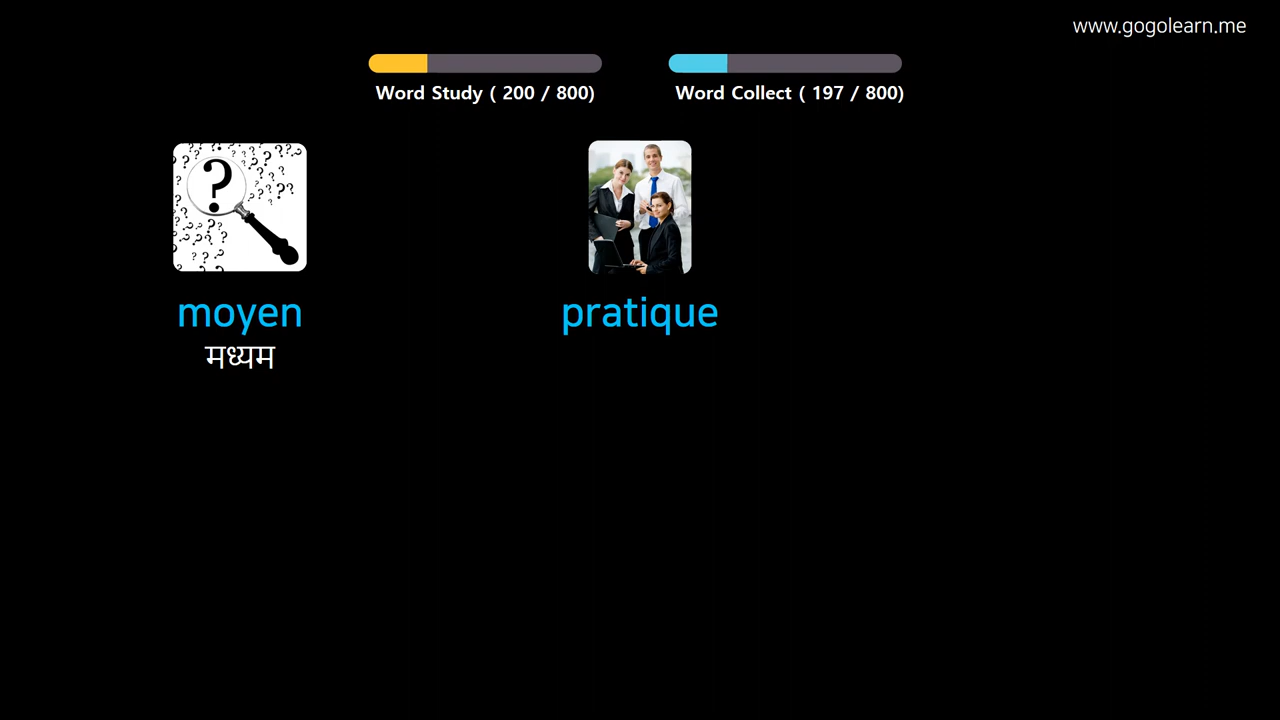 www.gogolearn.me
Word Study ( 200 / 800)
Word Collect ( 197 / 800)
moyen
मध्यम
pratique